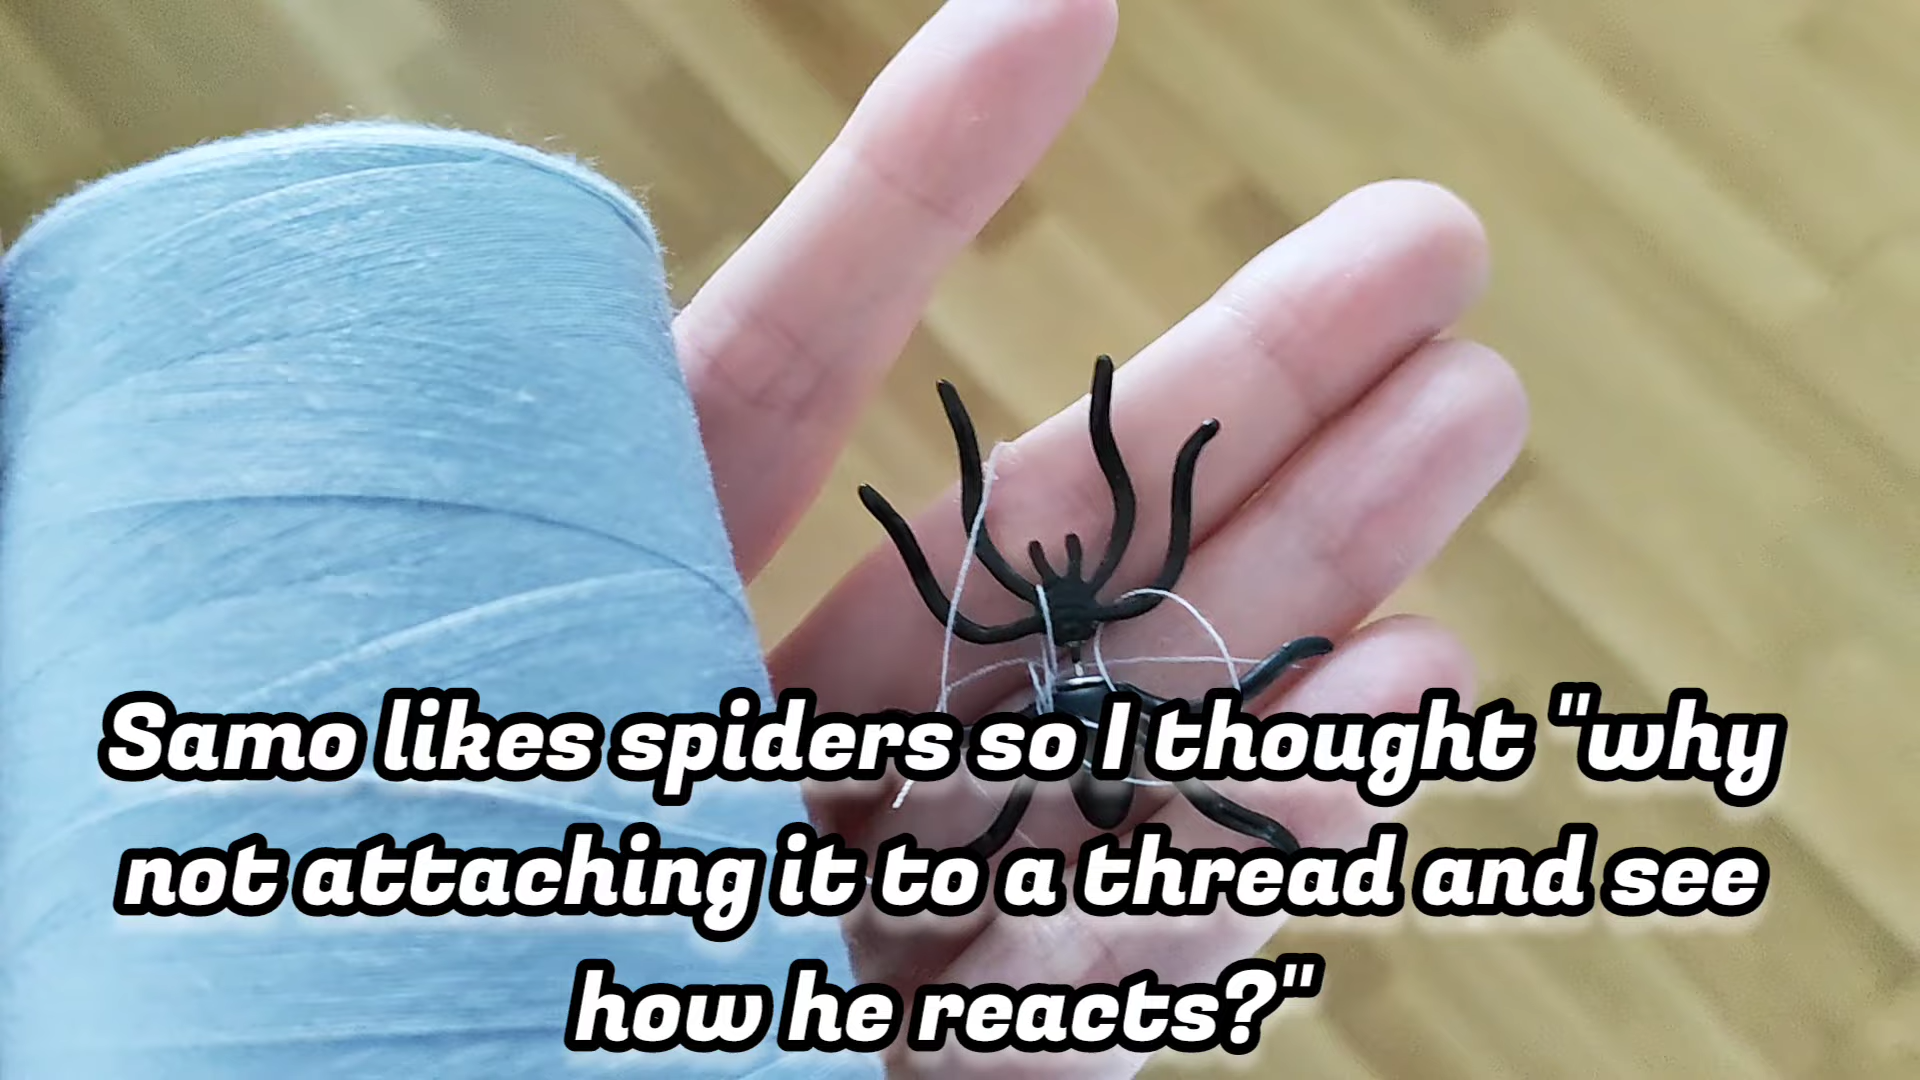 Samo likes spiders so I thought "why
not attaching it to a thread and see
how he reacts?"